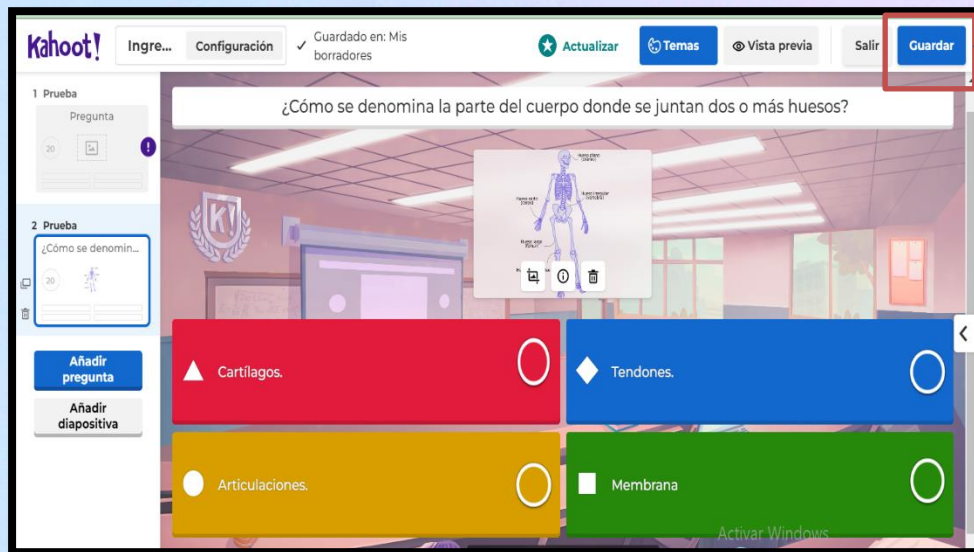 Kahoot!
Ingre...
Configuración
Guardado en: Mis
borradores
Actualizar
Temas
Vista previa
Salir
Guardar
1 Prueba
Pregunta
20
2 Prueba
¿Cómo se denomin...
20
Añadir
pregunta
Añadir
diapositiva
¿Cómo se denomina la parte del cuerpo donde se juntan dos o más huesos?
K!
Cartílagos.
Tendones.
Articulaciones.
Membrana
Activar Windows